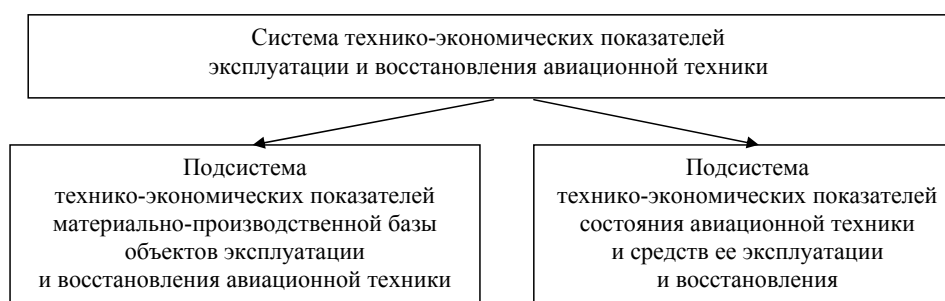 Система технико-экономических показателей
эксплуатации и восстановления авиационной техники
Подсистема
технико-экономических показателей
материально-производственной базы
объектов эксплуатации
и восстановления авиационной техники
Подсистема
технико-экономических показателей
состояния авиационной техники
и средств ее эксплуатации
и восстановления